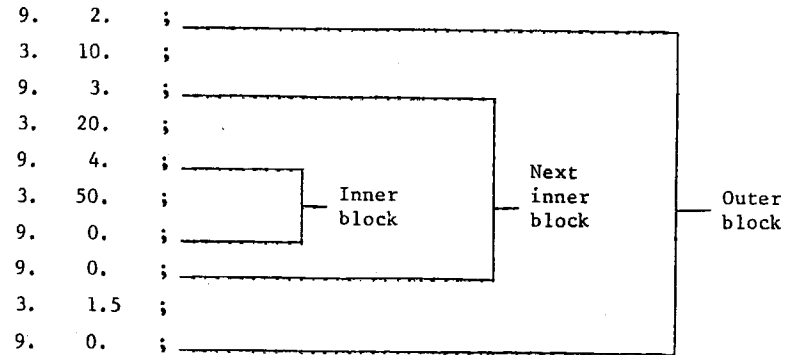 9. 2. ;
3. 10. ;
9. 3. ;
3. 20. ;
9. 4. ;
3. 50. ;
9. 0. ;
9. 0. ;
3. 1.5 ;
9. 0. ;
Inner
block
Next
inner
block
Outer
block